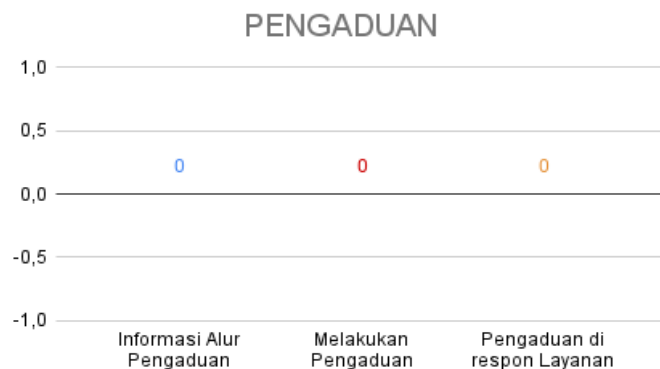 PENGADUAN
1,0
0,5
0 0 0
0,0
-0,5
-1,0
Informasi Alur Pengaduan
Melakukan Pengaduan
Pengaduan di respon Layanan